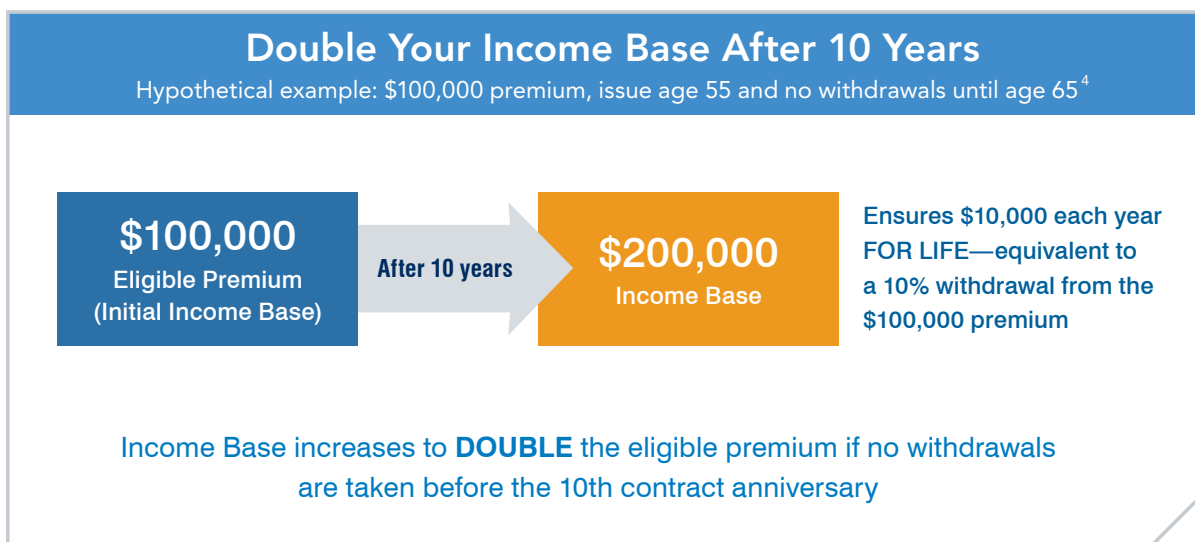 Double Your Income Base After 10 Years
Hypothetical example: $100,000 premium, issue age 55 and no withdrawals until age 65⁴
$100,000
Eligible Premium
(Initial Income Base)
After 10 years
$200,000
Income Base
Ensures $10,000 each year
FOR LIFE—equivalent to
a 10% withdrawal from the
$100,000 premium
Income Base increases to DOUBLE the eligible premium if no withdrawals
are taken before the 10th contract anniversary